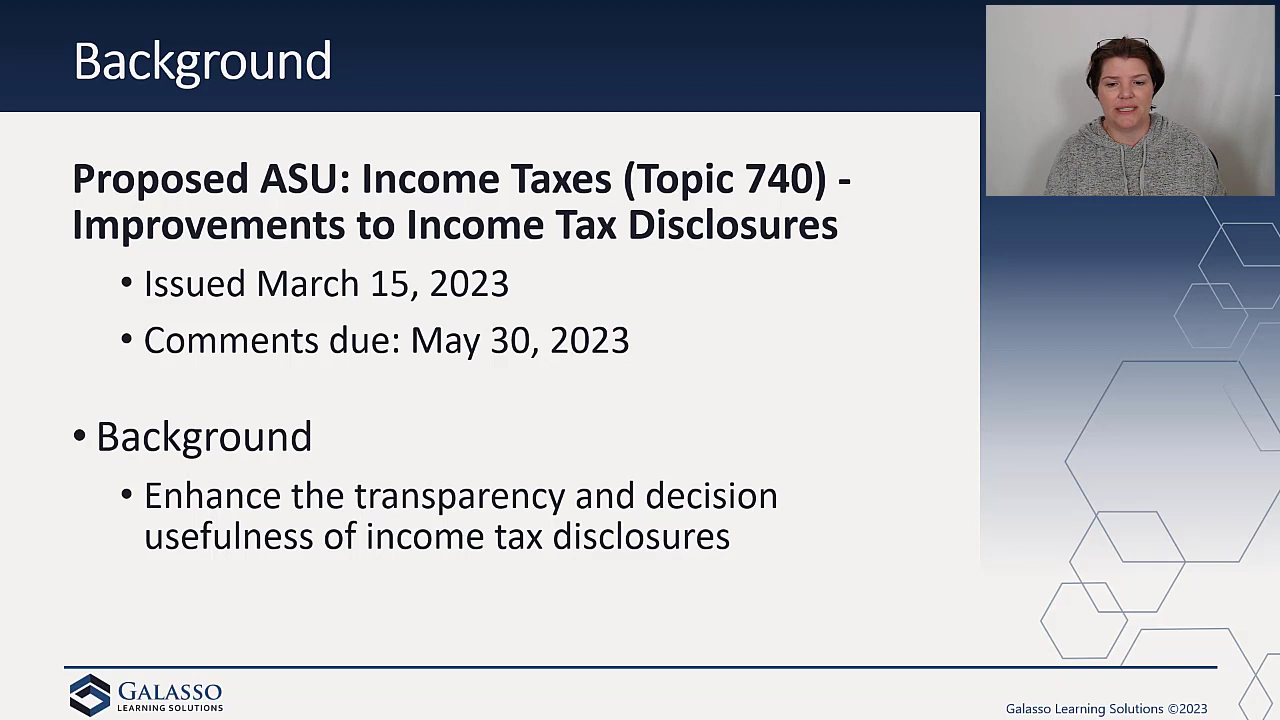 Background
Proposed ASU: Income Taxes (Topic 740) -
Improvements to Income Tax Disclosures
• Issued March 15, 2023
• Comments due: May 30, 2023
• Background
• Enhance the transparency and decision
usefulness of income tax disclosures
GALASSO
LEARNING SOLUTIONS
Galasso Learning Solutions ©2023